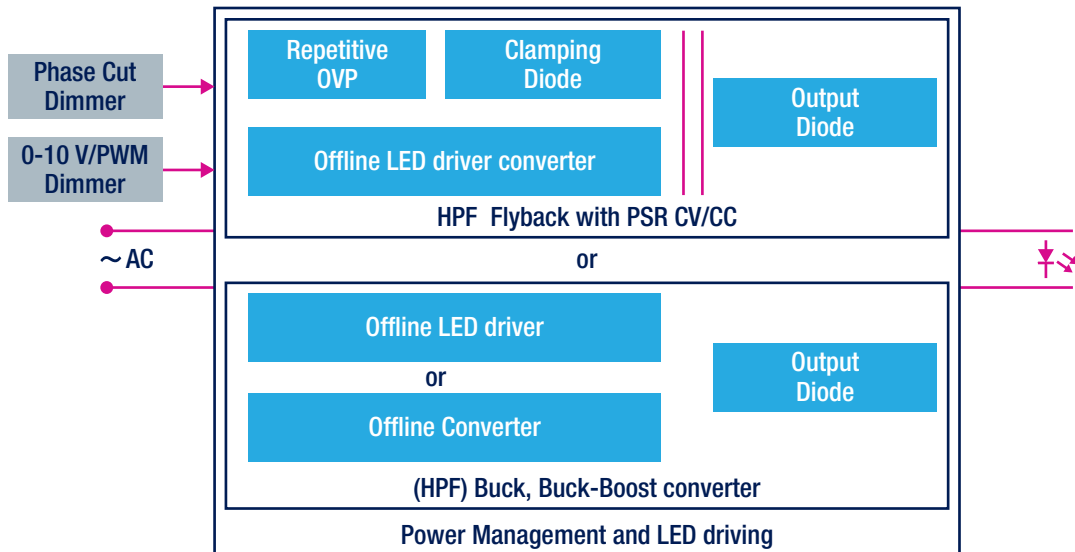 Phase Cut
Dimmer
0-10 V/PWM
Dimmer
~ AC
Repetitive
OVP
Clamping
Diode
Output
Diode
Offline LED driver converter
HPF Flyback with PSR CV/CC
or
Offline LED driver
or
Offline Converter
Output
Diode
(HPF) Buck, Buck-Boost converter
Power Management and LED driving